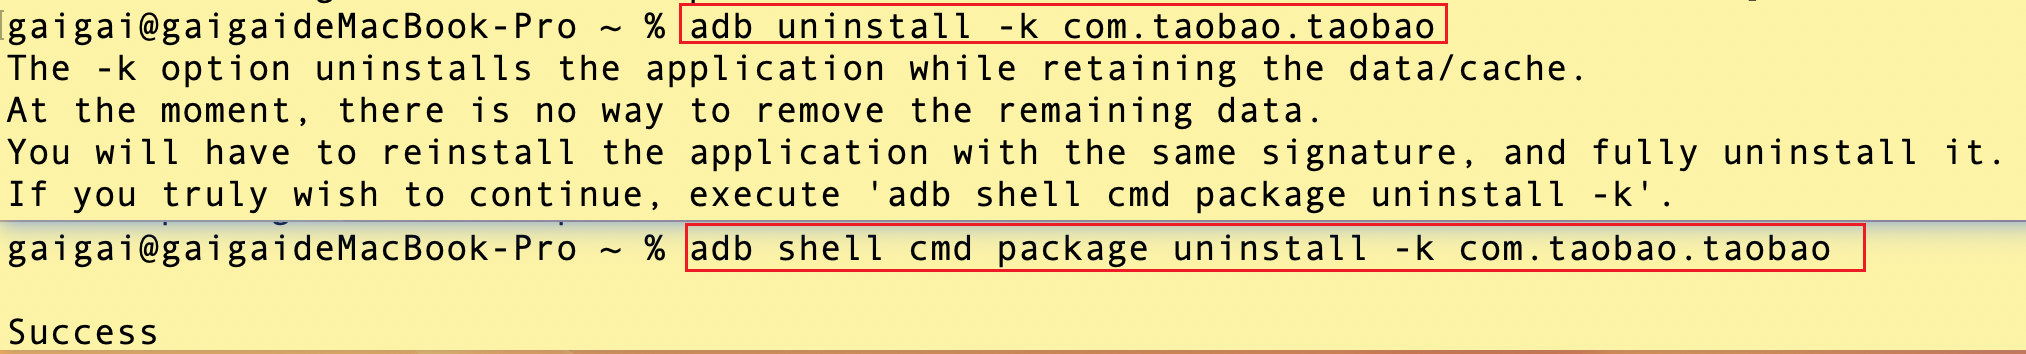 gaigai@gaigaideMacBook-Pro ~ % adb uninstall -k com.taobao.taobao
The -k option uninstalls the application while retaining the data/cache.
At the moment, there is no way to remove the remaining data.
You will have to reinstall the application with the same signature, and fully uninstall it.
If you truly wish to continue, execute 'adb shell cmd package uninstall -k'.
gaigai@gaigaideMacBook-Pro ~ % adb shell cmd package uninstall -k com.taobao.taobao
Success